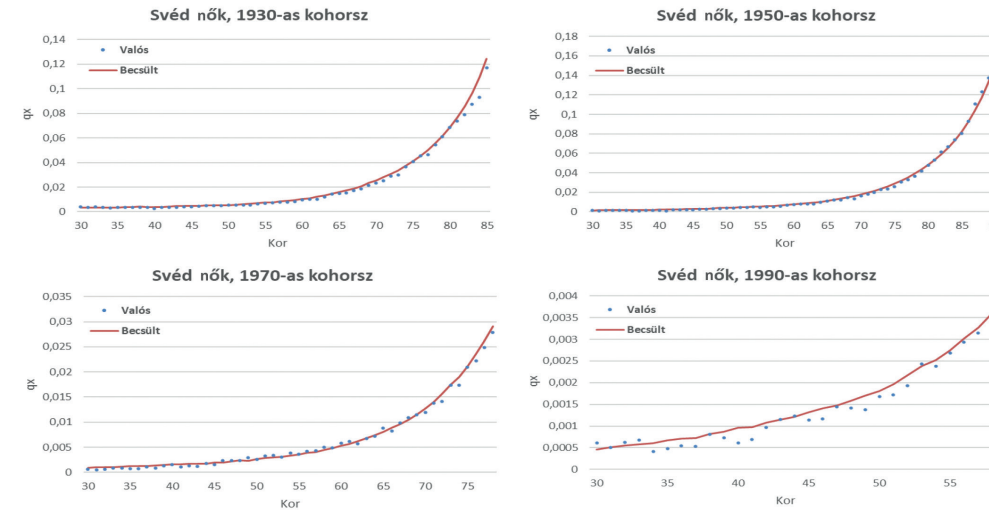 Svéd nők, 1930-as kohorsz
0,14
0,12
0,1
0,08
0,06
0,04
0,02
0
qx
Valós
Becsült
30 35 40 45 50 55 60 65 70 75 80 85
Kor
Svéd nők, 1950-as kohorsz
0,18
0,16
0,14
0,12
0,1
0,08
0,06
0,04
0,02
0
qx
Valós
Becsült
30 35 40 45 50 55 60 65 70 75 80 85
Kor
Svéd nők, 1970-as kohorsz
0,035
0,03
0,025
0,02
0,015
0,01
0,005
0
qx
Valós
Becsült
30 35 40 45 50 55 60 65 70 75
Kor
Svéd nők, 1990-as kohorsz
0,004
0,0035
0,003
0,0025
0,002
0,0015
0,001
0,0005
0
qx
Valós
Becsült
30 35 40 45 50 55
Kor